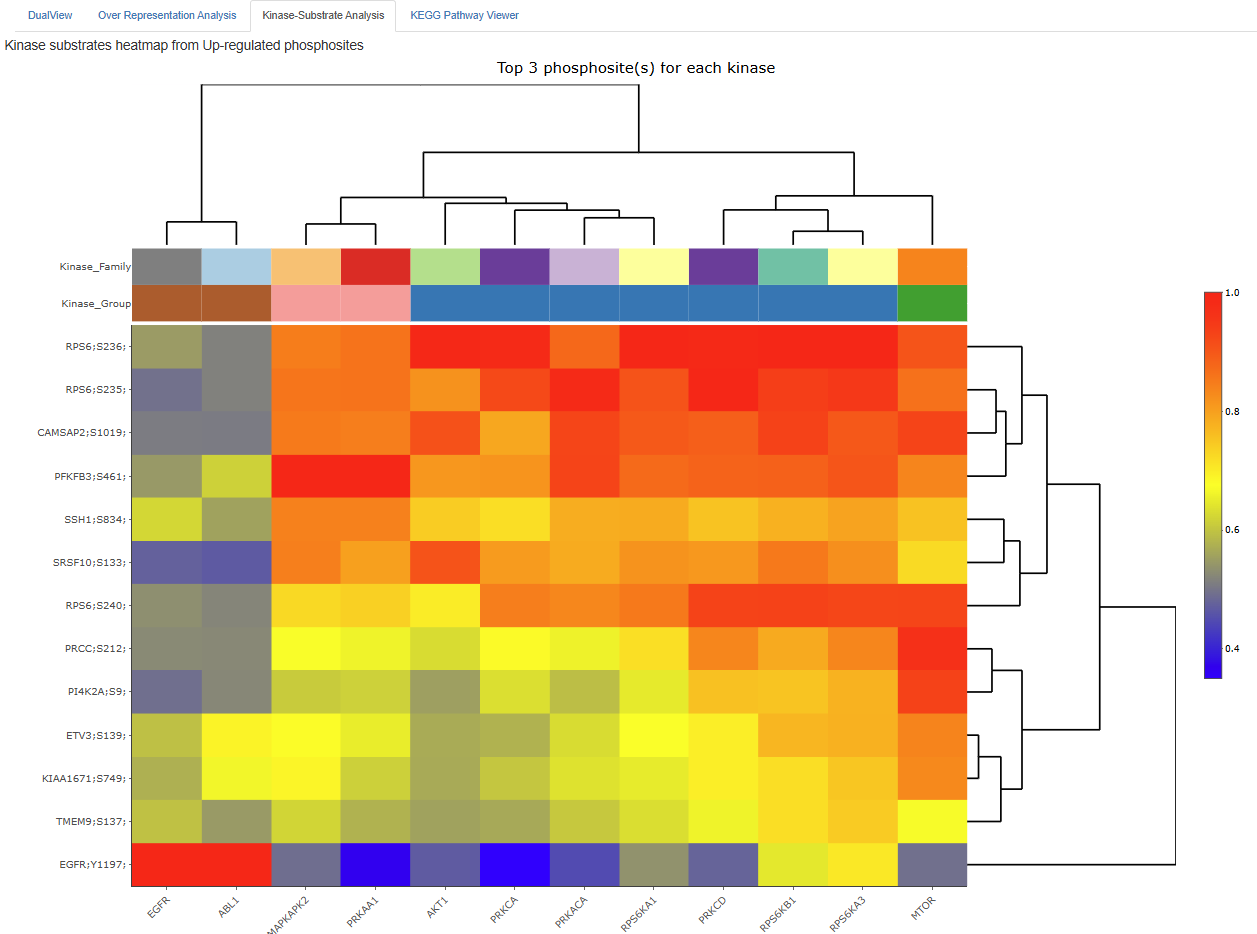 DualView Over Representation Analysis Kinase-Substrate Analysis KEGG Pathway Viewer
Kinase substrates heatmap from Up-regulated phosphosites
Top 3 phosphosite(s) for each kinase
Kinase_Family
Kinase_Group
1.0
RPS6;S236;
RPS6;S235;
0.8
CAMSAP2;S1019;
PFKFB3;S461;
SSH1;S834;
0.6
SRSF10;S133;
RPS6;S240;
PRCC;S212;
0.4
PI4K2A;S9;
ETV3;S139;
KIAA1671;S749;
TMEM9;S137;
EGFR;Y1197;
EGFR ABL1 MAPKAPK2 PRKAA1 AKT1 PRKCA PRKACA RPS6KA1 PRKCD RPS6KB1 RPS6KA3 MTOR